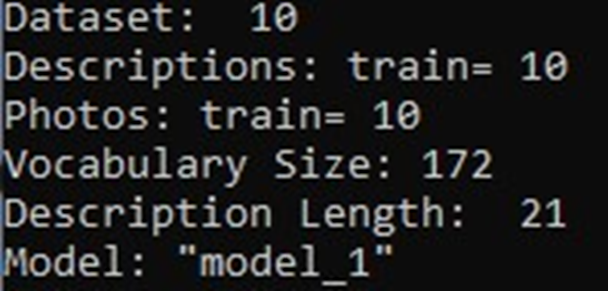 Dataset:  10
Descriptions: train= 10
Photos: train= 10
Vocabulary Size: 172
Description Length:  21
Model: "model_1"